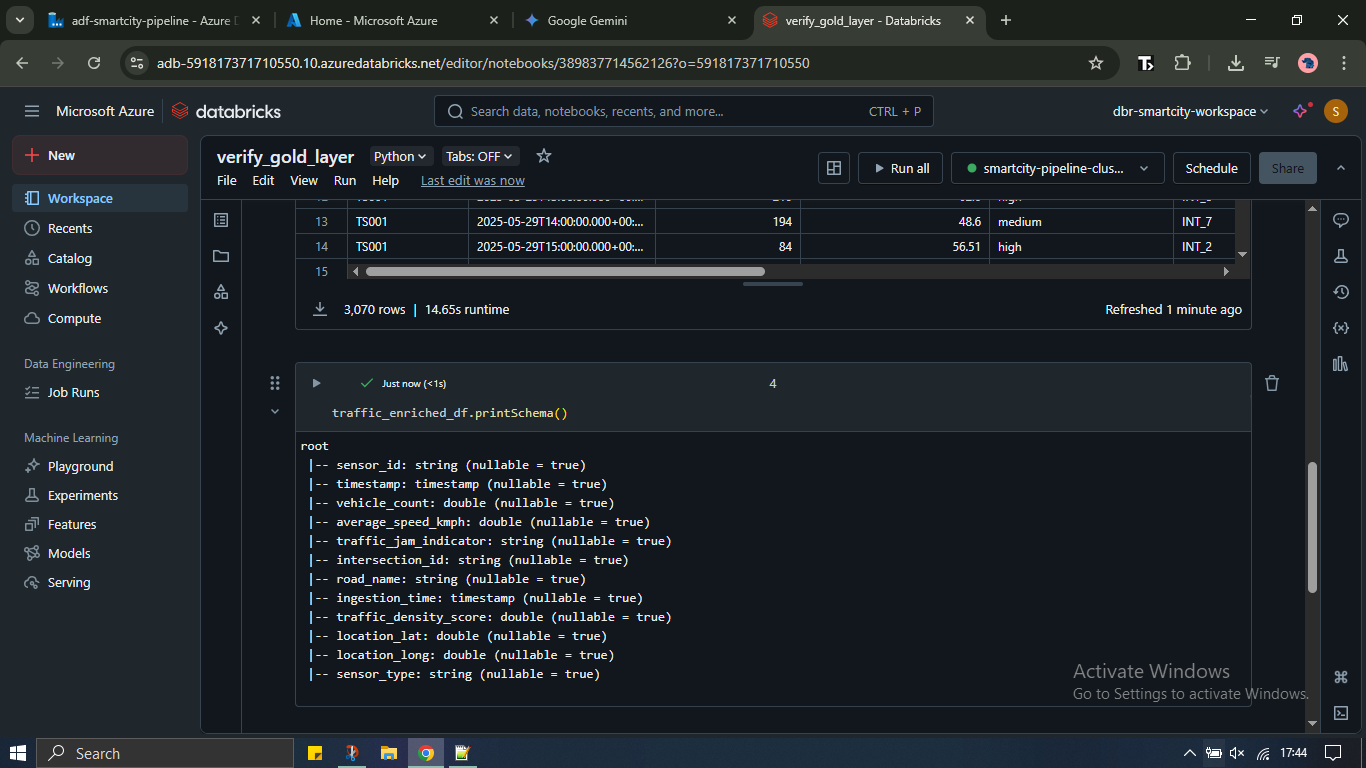 adf-smartcity-pipeline - Azure D
Home - Microsoft Azure
Google Gemini
verify_gold_layer - Databricks
adb-591817371710550.10.azuredatabricks.net/editor/notebooks/389837714562126?o=591817371710550
Microsoft Azure
databricks
Search data, notebooks, recents, and more...
CTRL + P
dbr-smartcity-workspace
S
New
Workspace
Recents
Catalog
Workflows
Compute
Data Engineering
Job Runs
Machine Learning
Playground
Experiments
Features
Models
Serving
verify_gold_layer
Python
Tabs: OFF
File Edit View Run Help Last edit was now
Run all
smartcity-pipeline-clus...
Schedule
Share
13 TS001 2025-05-29T14:00:00.000+00:... 194 48.6 medium INT_7
14 TS001 2025-05-29T15:00:00.000+00:... 84 56.51 high INT_2
15
3,070 rows | 14.65s runtime
Refreshed 1 minute ago
Just now (<1s)
4
traffic_enriched_df.printSchema()
root
|-- sensor_id: string (nullable = true)
|-- timestamp: timestamp (nullable = true)
|-- vehicle_count: double (nullable = true)
|-- average_speed_kmph: double (nullable = true)
|-- traffic_jam_indicator: string (nullable = true)
|-- intersection_id: string (nullable = true)
|-- road_name: string (nullable = true)
|-- ingestion_time: timestamp (nullable = true)
|-- traffic_density_score: double (nullable = true)
|-- location_lat: double (nullable = true)
|-- location_long: double (nullable = true)
|-- sensor_type: string (nullable = true)
Activate Windows
Go to Settings to activate Windows.
Search
17:44